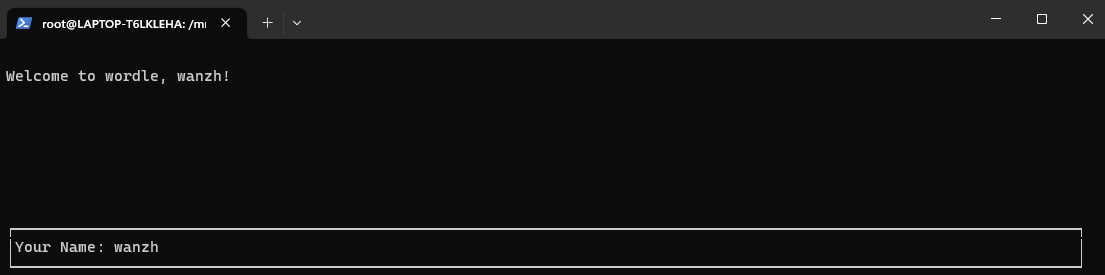 root@LAPTOP-T6LKLEHA: /m
Welcome to wordle, wanzh!
Your Name: wanzh